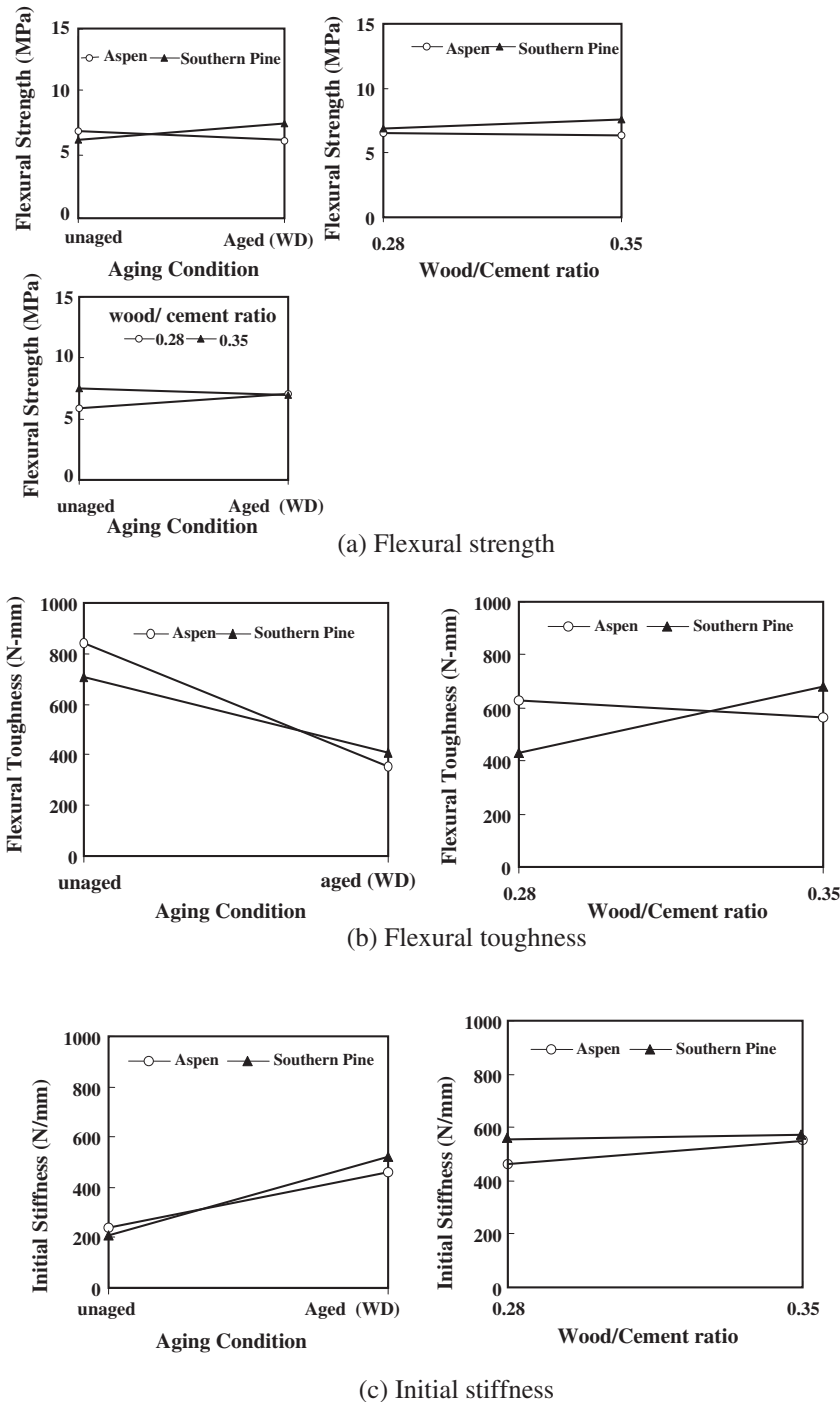 Flexural Strength (MPa)
15
10
5
0
Aspen Southern Pine
unaged Aged (WD)
Aging Condition
Flexural Strength (MPa)
15
10
5
0
Aspen Southern Pine
0.28 0.35
Wood/Cement ratio
Flexural Strength (MPa)
15
10
5
0
wood/ cement ratio
0.28 0.35
unaged Aged (WD)
Aging Condition
(a) Flexural strength
Flexural Toughness (N-mm)
1000
800
600
400
200
0
Aspen Southern Pine
unaged aged (WD)
Aging Condition
Flexural Toughness (N-mm)
1000
800
600
400
200
0
Aspen Southern Pine
0.28 0.35
Wood/Cement ratio
(b) Flexural toughness
Initial Stiffness (N/mm)
1000
800
600
400
200
0
Aspen Southern Pine
unaged Aged (WD)
Aging Condition
Initial Stiffness (N/mm)
1000
800
600
400
200
0
Aspen Southern Pine
0.28 0.35
Wood/Cement ratio
(c) Initial stiffness